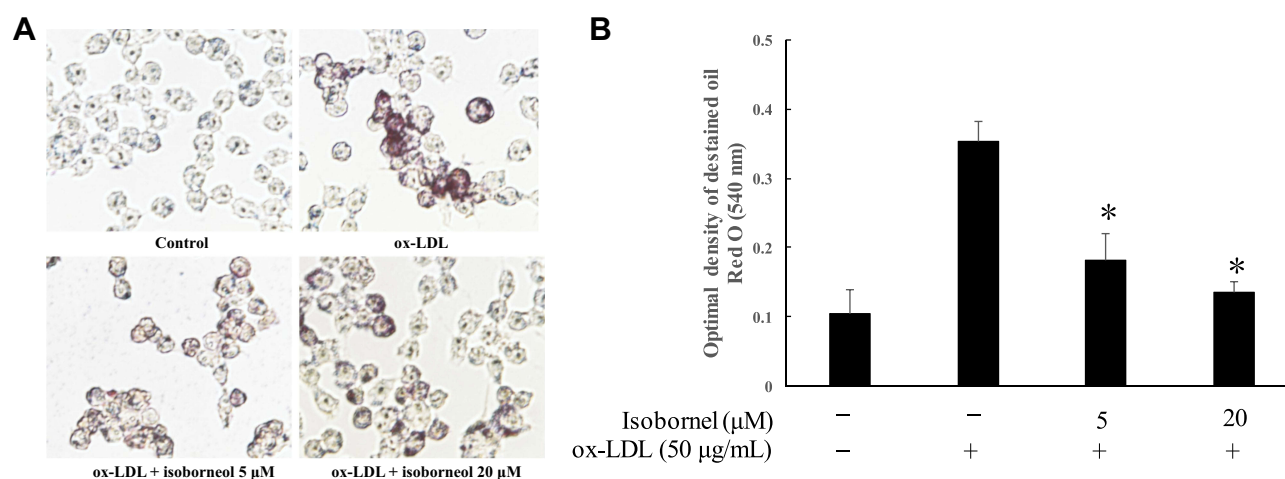 A
Control
ox-LDL
ox-LDL + isoborneol 5 μM
ox-LDL + isoborneol 20 μM
B
Optimal density of destained oil
Red O (540 nm)
0.5
0.4
0.3
0.2
0.1
0
*
*
Isobornel (μM) − − 5 20
ox-LDL (50 μg/mL) − + + +